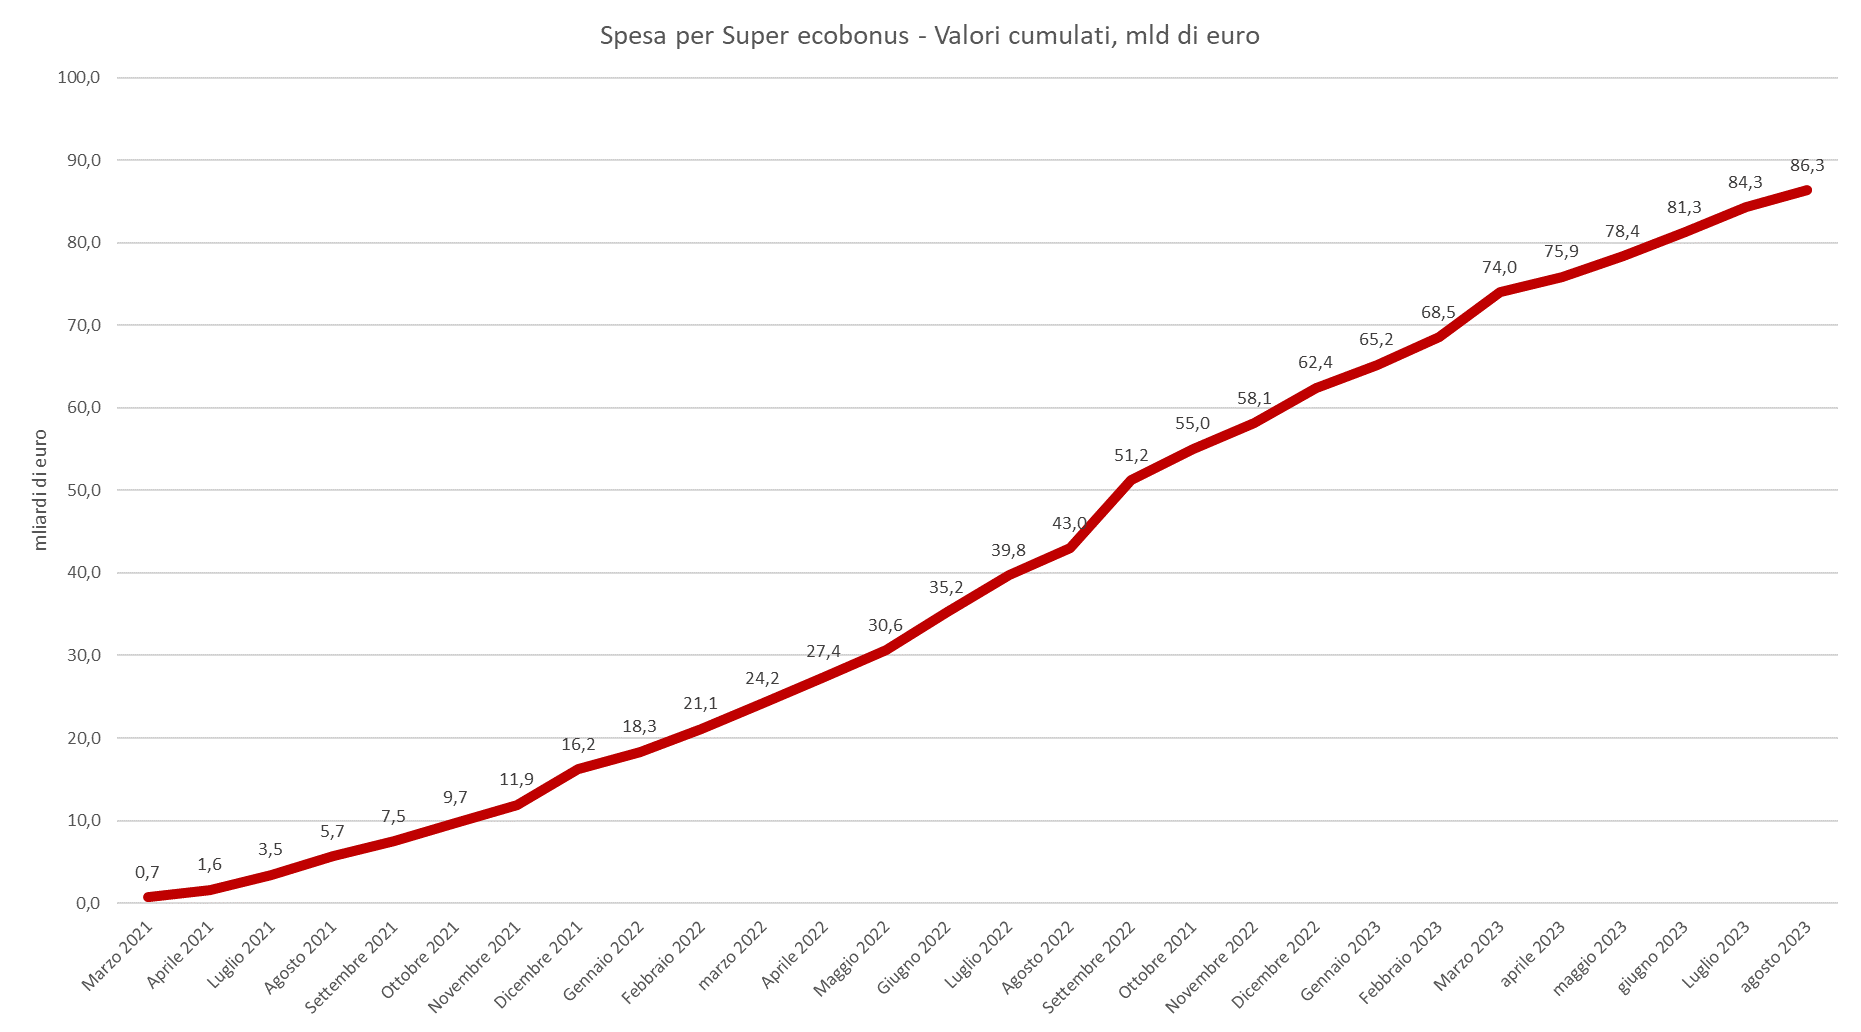 Spesa per Super ecobonus - Valori cumulati, mld di euro
mliardi di euro
100,0
90,0
80,0
70,0
60,0
50,0
40,0
30,0
20,0
10,0
0,0
0,7
1,6
3,5
5,7
7,5
9,7
11,9
16,2
18,3
21,1
24,2
27,4
30,6
35,2
39,8
43,0
51,2
55,0
58,1
62,4
65,2
68,5
74,0
75,9
78,4
81,3
84,3
86,3
Marzo 2021
Aprile 2021
Luglio 2021
Agosto 2021
Settembre 2021
Ottobre 2021
Novembre 2021
Dicembre 2021
Gennaio 2022
Febbraio 2022
marzo 2022
Aprile 2022
Maggio 2022
Giugno 2022
Luglio 2022
Agosto 2022
Settembre 2022
Ottobre 2021
Novembre 2022
Dicembre 2022
Gennaio 2023
Febbraio 2023
Marzo 2023
aprile 2023
maggio 2023
giugno 2023
Luglio 2023
agosto 2023